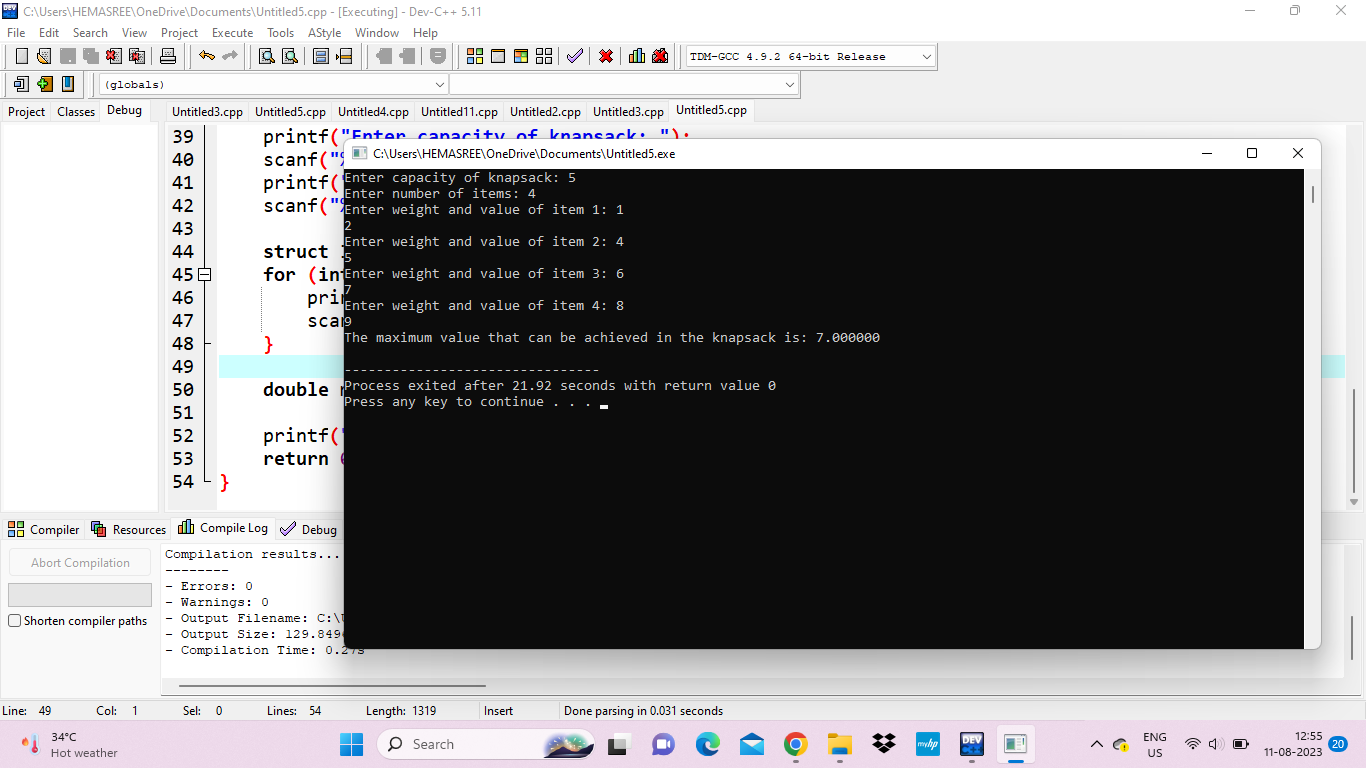 C:\Users\HEMASREE\OneDrive\Documents\Untitled5.cpp - [Executing] - Dev-C++ 5.11
File Edit Search View Project Execute Tools AStyle Window Help
TDM-GCC 4.9.2 64-bit Release
(globals)
Project Classes Debug
Untitled3.cpp Untitled5.cpp Untitled4.cpp Untitled11.cpp Untitled2.cpp Untitled3.cpp Untitled5.cpp
39 printf("Enter capacity of knapsack: ");
40 scanf("%
41 printf("
42 scanf("%
43
44 struct
45 for (int
46 pri
47 scan
48 }
49
50 double
51
52 printf("
53 return 0
54 }
C:\Users\HEMASREE\OneDrive\Documents\Untitled5.exe
Enter capacity of knapsack: 5
Enter number of items: 4
Enter weight and value of item 1: 1
2
Enter weight and value of item 2: 4
5
Enter weight and value of item 3: 6
7
Enter weight and value of item 4: 8
9
The maximum value that can be achieved in the knapsack is: 7.000000
--------------------------------
Process exited after 21.92 seconds with return value 0
Press any key to continue . . .
Compiler Resources Compile Log Debug
Abort Compilation
Shorten compiler paths
Compilation results...
--------
- Errors: 0
- Warnings: 0
- Output Filename: C:\U
- Output Size: 129.849
- Compilation Time: 0.27s
Line: 49 Col: 1 Sel: 0 Lines: 54 Length: 1319 Insert Done parsing in 0.031 seconds
34°C
Hot weather
Search
DEV
myhp
ENG
US
12:55
11-08-2023
20